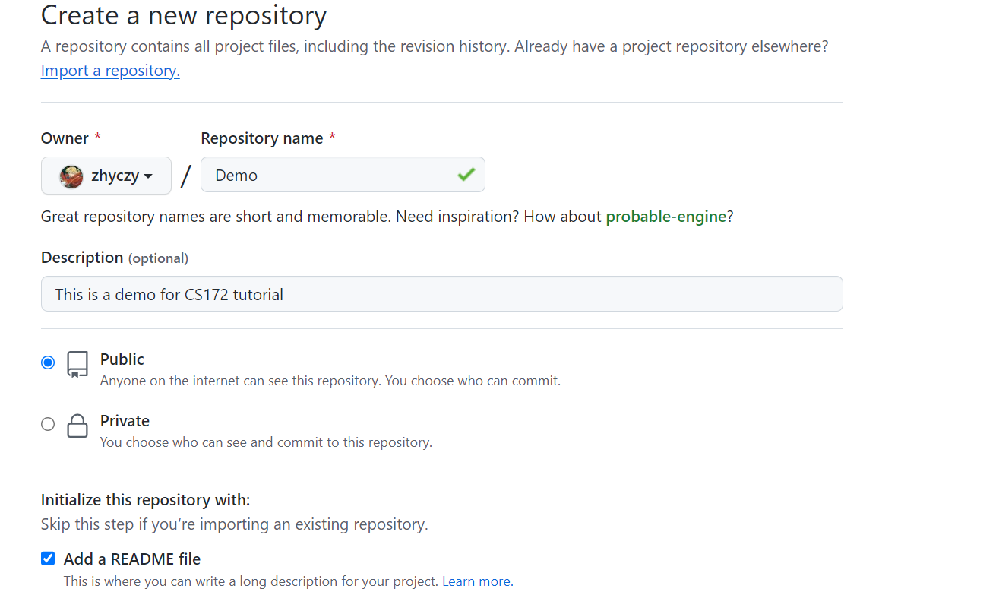 Create a new repository
A repository contains all project files, including the revision history. Already have a project repository elsewhere?
Import a repository.
Owner * Repository name *
zhyczy / Demo
Great repository names are short and memorable. Need inspiration? How about probable-engine?
Description (optional)
This is a demo for CS172 tutorial
Public
Anyone on the internet can see this repository. You choose who can commit.
Private
You choose who can see and commit to this repository.
Initialize this repository with:
Skip this step if you’re importing an existing repository.
Add a README file
This is where you can write a long description for your project. Learn more.